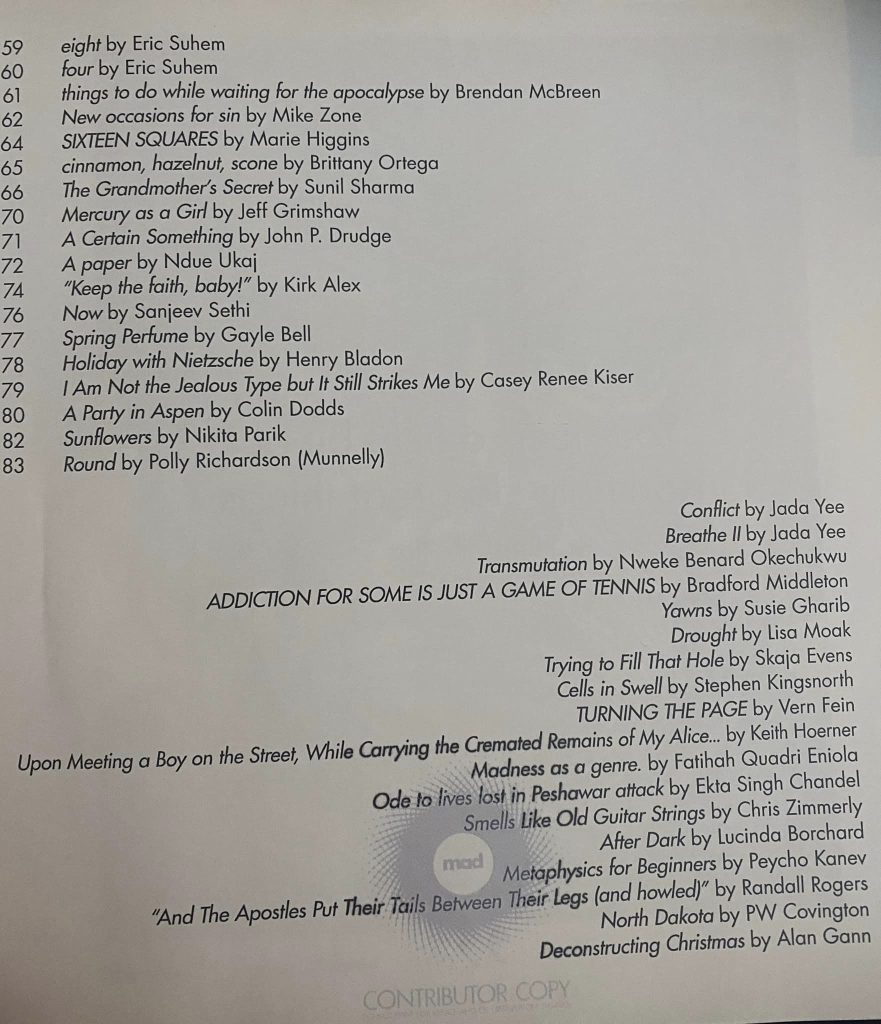 59 eight by Eric Suhem
60 four by Eric Suhem
61 things to do while waiting for the apocalypse by Brendan McBreen
62 New occasions for sin by Mike Zone
64 SIXTEEN SQUARES by Marie Higgins
65 cinnamon, hazelnut, scone by Brittany Ortega
66 The Grandmother's Secret by Sunil Sharma
70 Mercury as a Girl by Jeff Grimshaw
71 A Certain Something by John P. Drudge
72 A paper by Ndue Ukaj
74 "Keep the faith, baby!" by Kirk Alex
76 Now by Sanjeev Sethi
77 Spring Perfume by Gayle Bell
78 Holiday with Nietzsche by Henry Bladon
79 I Am Not the Jealous Type but It Still Strikes Me by Casey Renee Kiser
80 A Party in Aspen by Colin Dodds
82 Sunflowers by Nikita Parik
83 Round by Polly Richardson (Munnelly)
Conflict by Jada Yee
Breathe II by Jada Yee
Transmutation by Nweke Benard Okechukwu
ADDICTION FOR SOME IS JUST A GAME OF TENNIS by Bradford Middleton
Yawns by Susie Gharib
Drought by Lisa Moak
Trying to Fill That Hole by Skaja Evens
Cells in Swell by Stephen Kingsnorth
TURNING THE PAGE by Vern Fein
Upon Meeting a Boy on the Street, While Carrying the Cremated Remains of My Alice... by Keith Hoerner
Madness as a genre. by Fatihah Quadri Eniola
Ode to lives lost in Peshawar attack by Ekta Singh Chandel
Smells Like Old Guitar Strings by Chris Zimmerly
After Dark by Lucinda Borchard
mad
Metaphysics for Beginners by Peycho Kanev
"And The Apostles Put Their Tails Between Their Legs (and howled)" by Randall Rogers
North Dakota by PW Covington
Deconstructing Christmas by Alan Gann
CONTRIBUTOR COPY